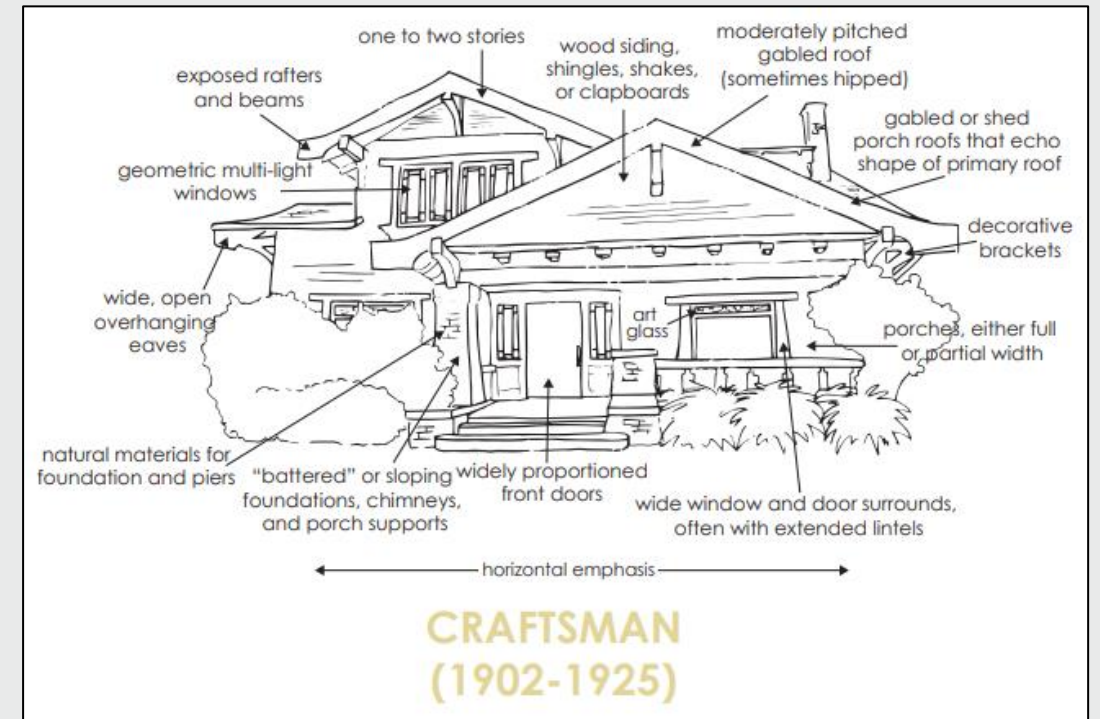 one to two stories
exposed rafters
and beams
wood siding,
shingles, shakes,
or clapboards
moderately pitched
gabled roof
(sometimes hipped)
gabled or shed
porch roofs that echo
shape of primary roof
geometric multi-light
windows
decorative
brackets
wide, open
overhanging
eaves
art
glass
porches, either full
or partial width
natural materials for
foundation and piers
"battered" or sloping
foundations, chimneys,
and porch supports
widely proportioned
front doors
wide window and door surrounds,
often with extended lintels
horizontal emphasis
CRAFTSMAN
(1902-1925)